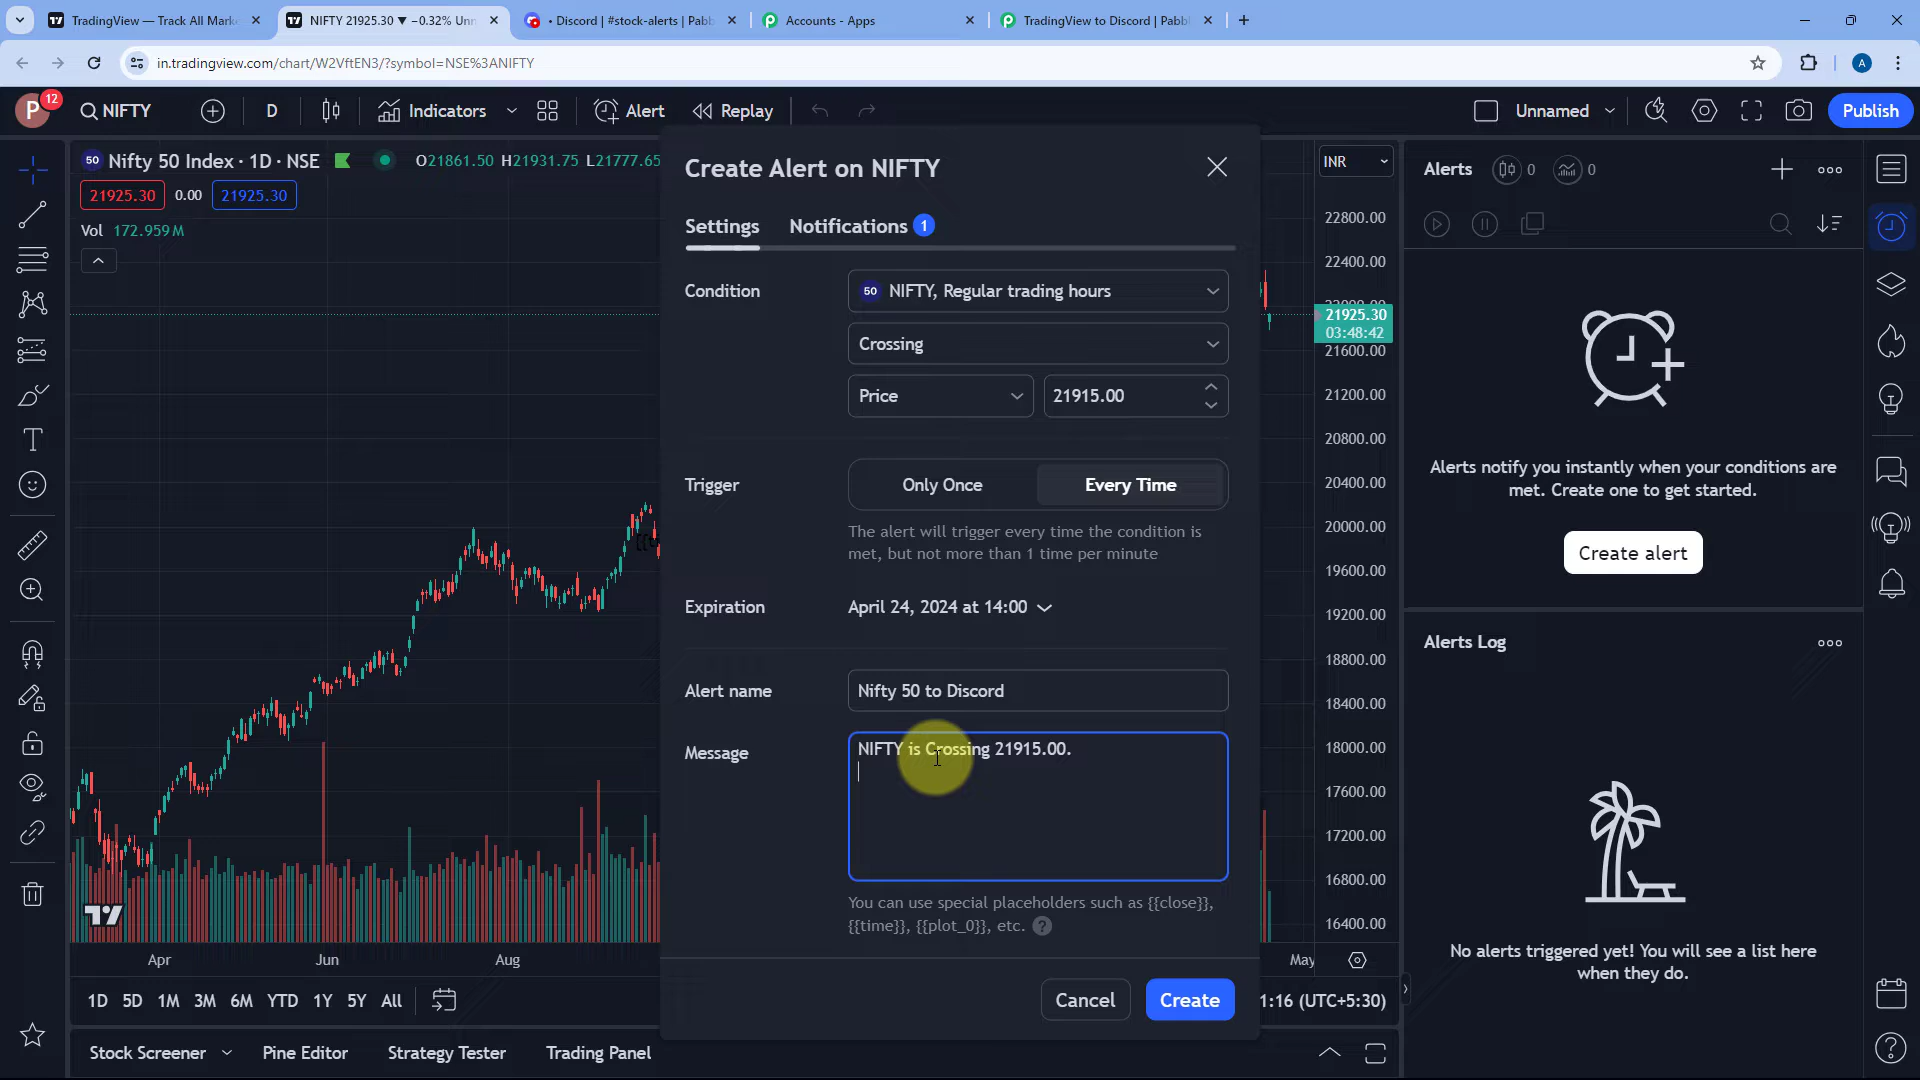 TradingView — Track All Mark
NIFTY 21925.30 ▼ −0.32% Unn
• Discord | #stock-alerts | Pabb
Accounts - Apps
TradingView to Discord | Pabbl
in.tradingview.com/chart/W2VftEN3/?symbol=NSE%3ANIFTY
A
P
12
NIFTY
D
Indicators
Alert
Replay
Unnamed
Publish
50 Nifty 50 Index · 1D · NSE
O21861.50 H21931.75 L21777.65
21925.30 0.00 21925.30
Vol 172.959M
Create Alert on NIFTY
Settings
Notifications 1
Condition
50 NIFTY, Regular trading hours
Crossing
Price
21915.00
Trigger
Only Once
Every Time
The alert will trigger every time the condition is
met, but not more than 1 time per minute
Expiration
April 24, 2024 at 14:00
Alert name
Nifty 50 to Discord
Message
NIFTY is Crossing 21915.00.
You can use special placeholders such as {{close}},
{{time}}, {{plot_0}}, etc. ?
Cancel
Create
INR
22800.00
22400.00
22000.00
21925.30
03:48:42
21600.00
21200.00
20800.00
20400.00
20000.00
19600.00
19200.00
18800.00
18400.00
18000.00
17600.00
17200.00
16800.00
16400.00
Apr
Jun
Aug
May
1D 5D 1M 3M 6M YTD 1Y 5Y All
1:16 (UTC+5:30)
Stock Screener
Pine Editor
Strategy Tester
Trading Panel
Alerts
0
0
Alerts notify you instantly when your conditions are
met. Create one to get started.
Create alert
Alerts Log
No alerts triggered yet! You will see a list here
when they do.